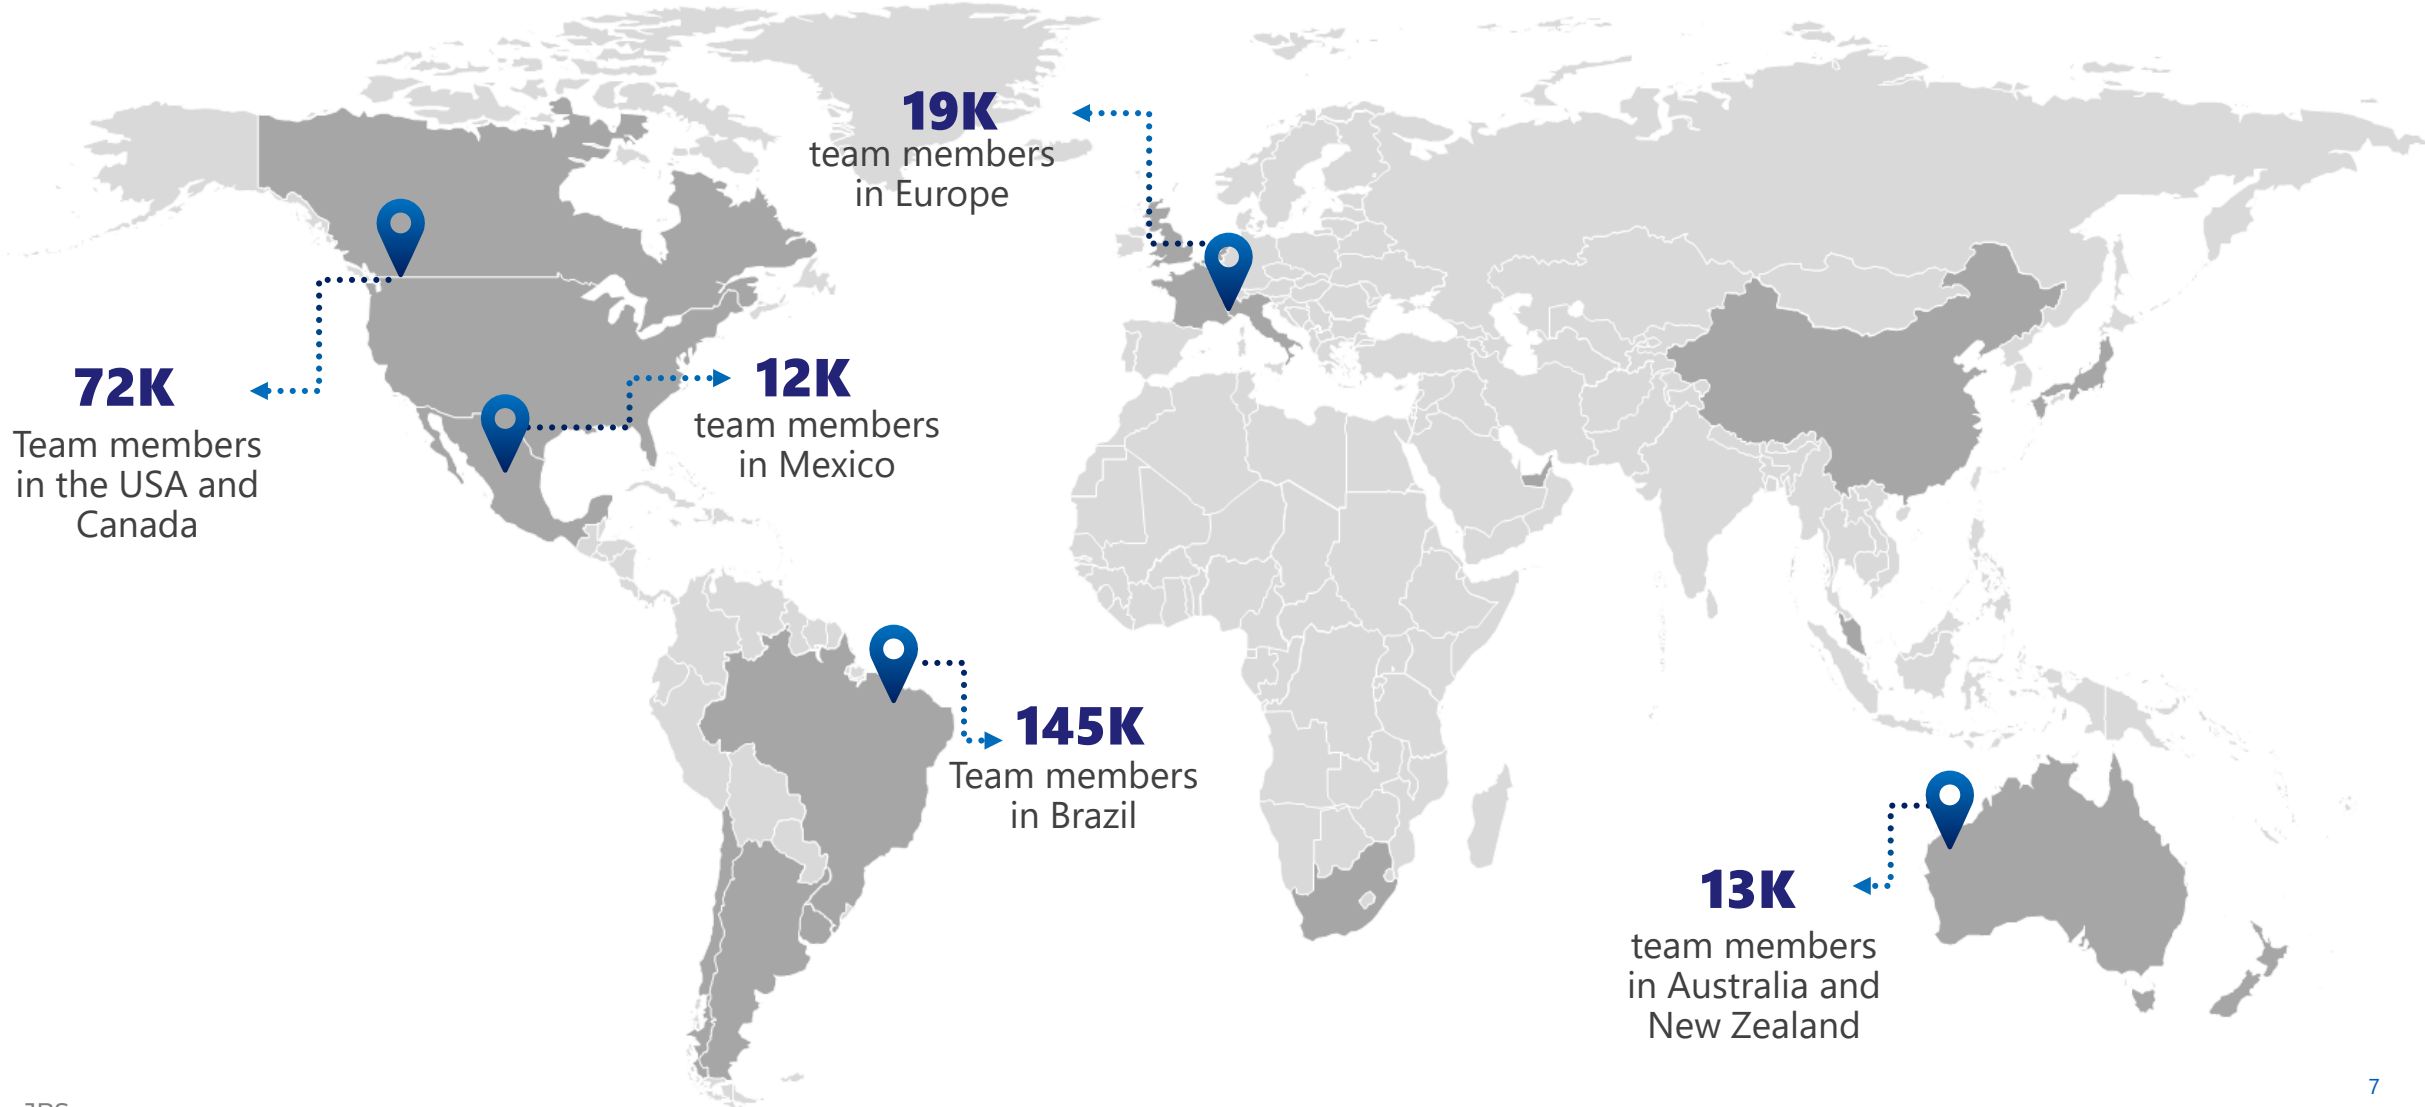 19K
team members
in Europe
72K
Team members
in the USA and
Canada
12K
team members
in Mexico
145K
Team members
in Brazil
13K
team members
in Australia and
New Zealand
7